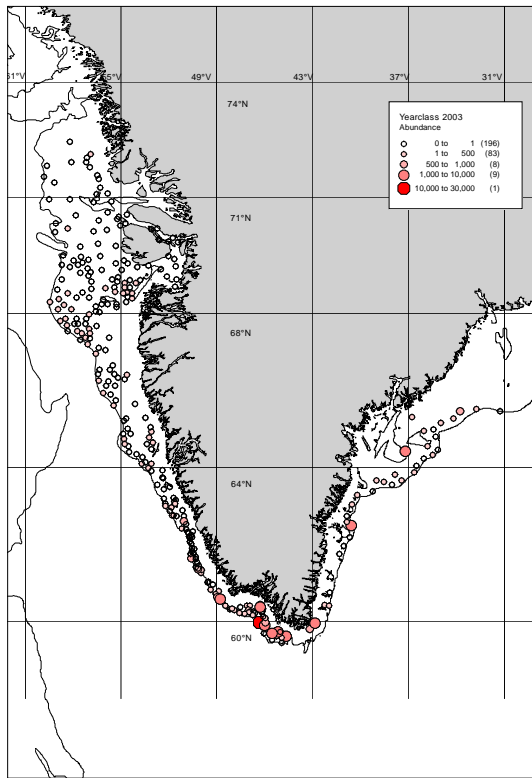 51°V 55°V 49°V 43°V 37°V 31°V
74°N
Yearclass 2003
Abundance
0 to 1 (196)
1 to 500 (83)
500 to 1,000 (8)
1,000 to 10,000 (9)
10,000 to 30,000 (1)
71°N
68°N
64°N
60°N